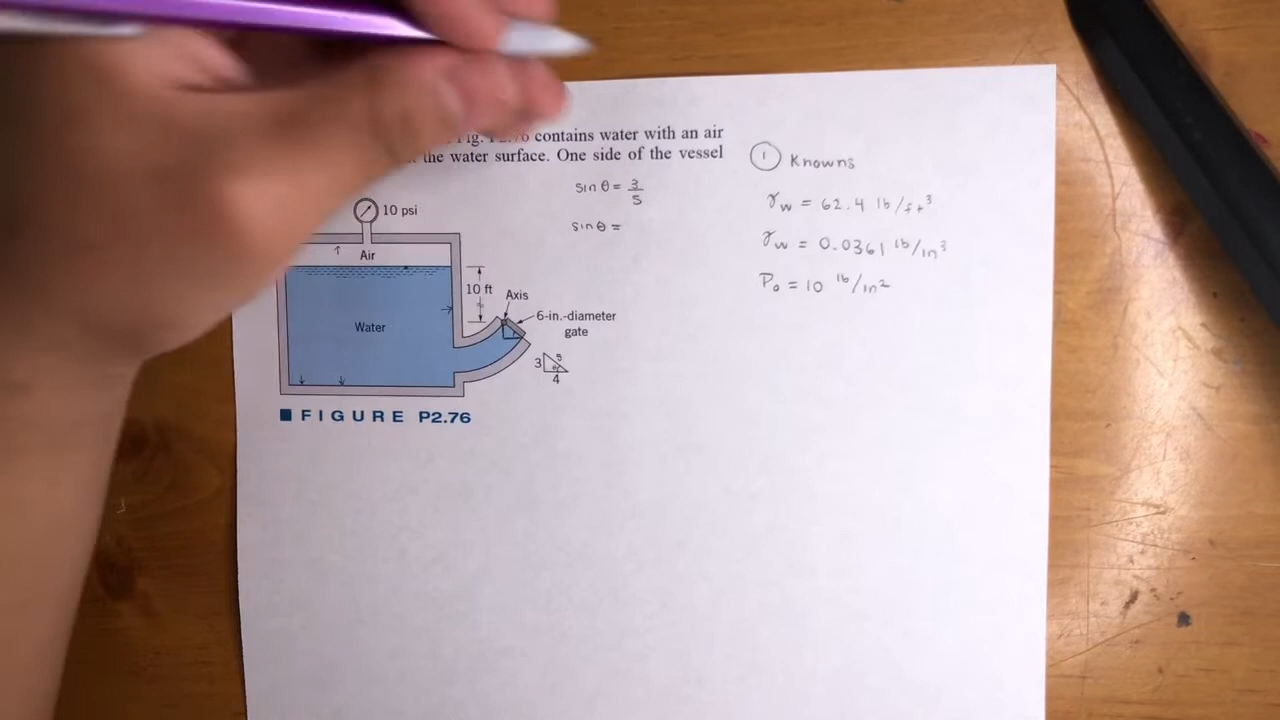 contains water with an air
the water surface. One side of the vessel
sin θ = 3/5
sin θ =
① Knowns
γw = 62.4 lb/ft³
γw = 0.0361 lb/in³
P₀ = 10 lb/in²
10 psi
Air
10 ft
Axis
6-in.-diameter
gate
Water
3
5
θ
4
■ FIGURE P2.76